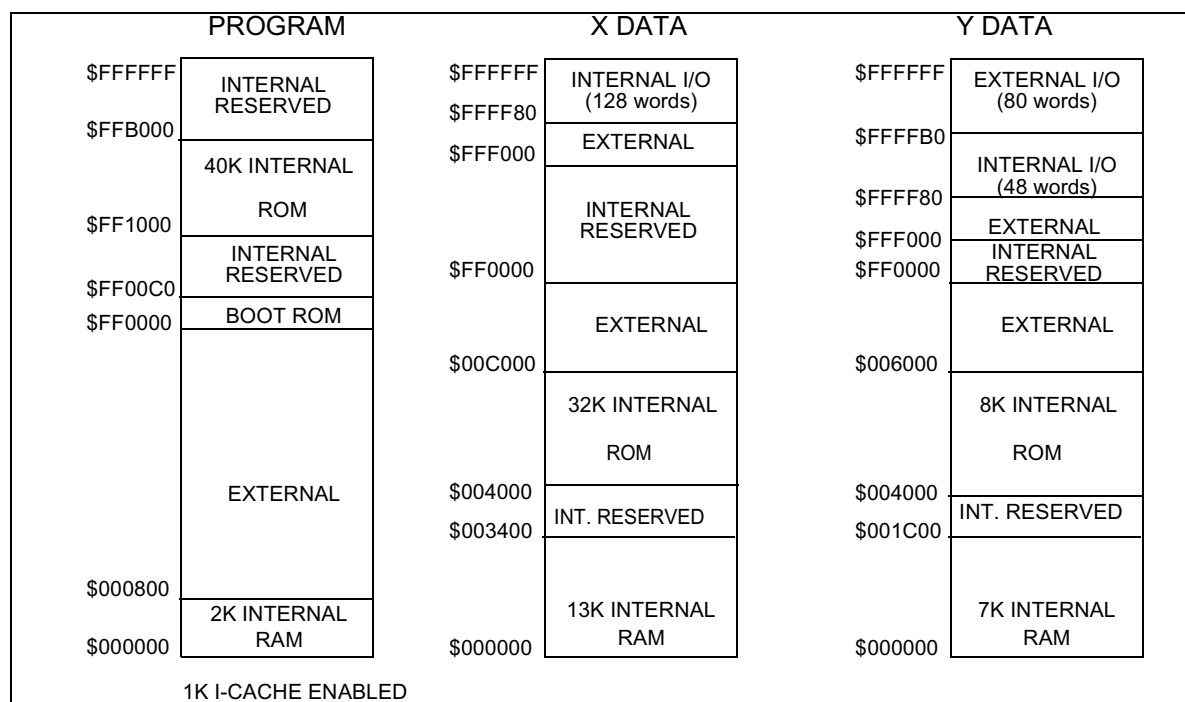 PROGRAM
$FFFFFF
INTERNAL
RESERVED
$FFB000
40K INTERNAL
ROM
$FF1000
INTERNAL
RESERVED
$FF00C0
BOOT ROM
$FF0000
EXTERNAL
$000800
2K INTERNAL
RAM
$000000
1K I-CACHE ENABLED
X DATA
$FFFFFF
INTERNAL I/O
(128 words)
$FFFF80
EXTERNAL
$FFF000
INTERNAL
RESERVED
$FF0000
EXTERNAL
$00C000
32K INTERNAL
ROM
$004000
INT. RESERVED
$003400
13K INTERNAL
RAM
$000000
Y DATA
$FFFFFF
EXTERNAL I/O
(80 words)
$FFFFB0
INTERNAL I/O
(48 words)
$FFFF80
EXTERNAL
$FFF000
INTERNAL
RESERVED
$FF0000
EXTERNAL
$006000
8K INTERNAL
ROM
$004000
INT. RESERVED
$001C00
7K INTERNAL
RAM
$000000